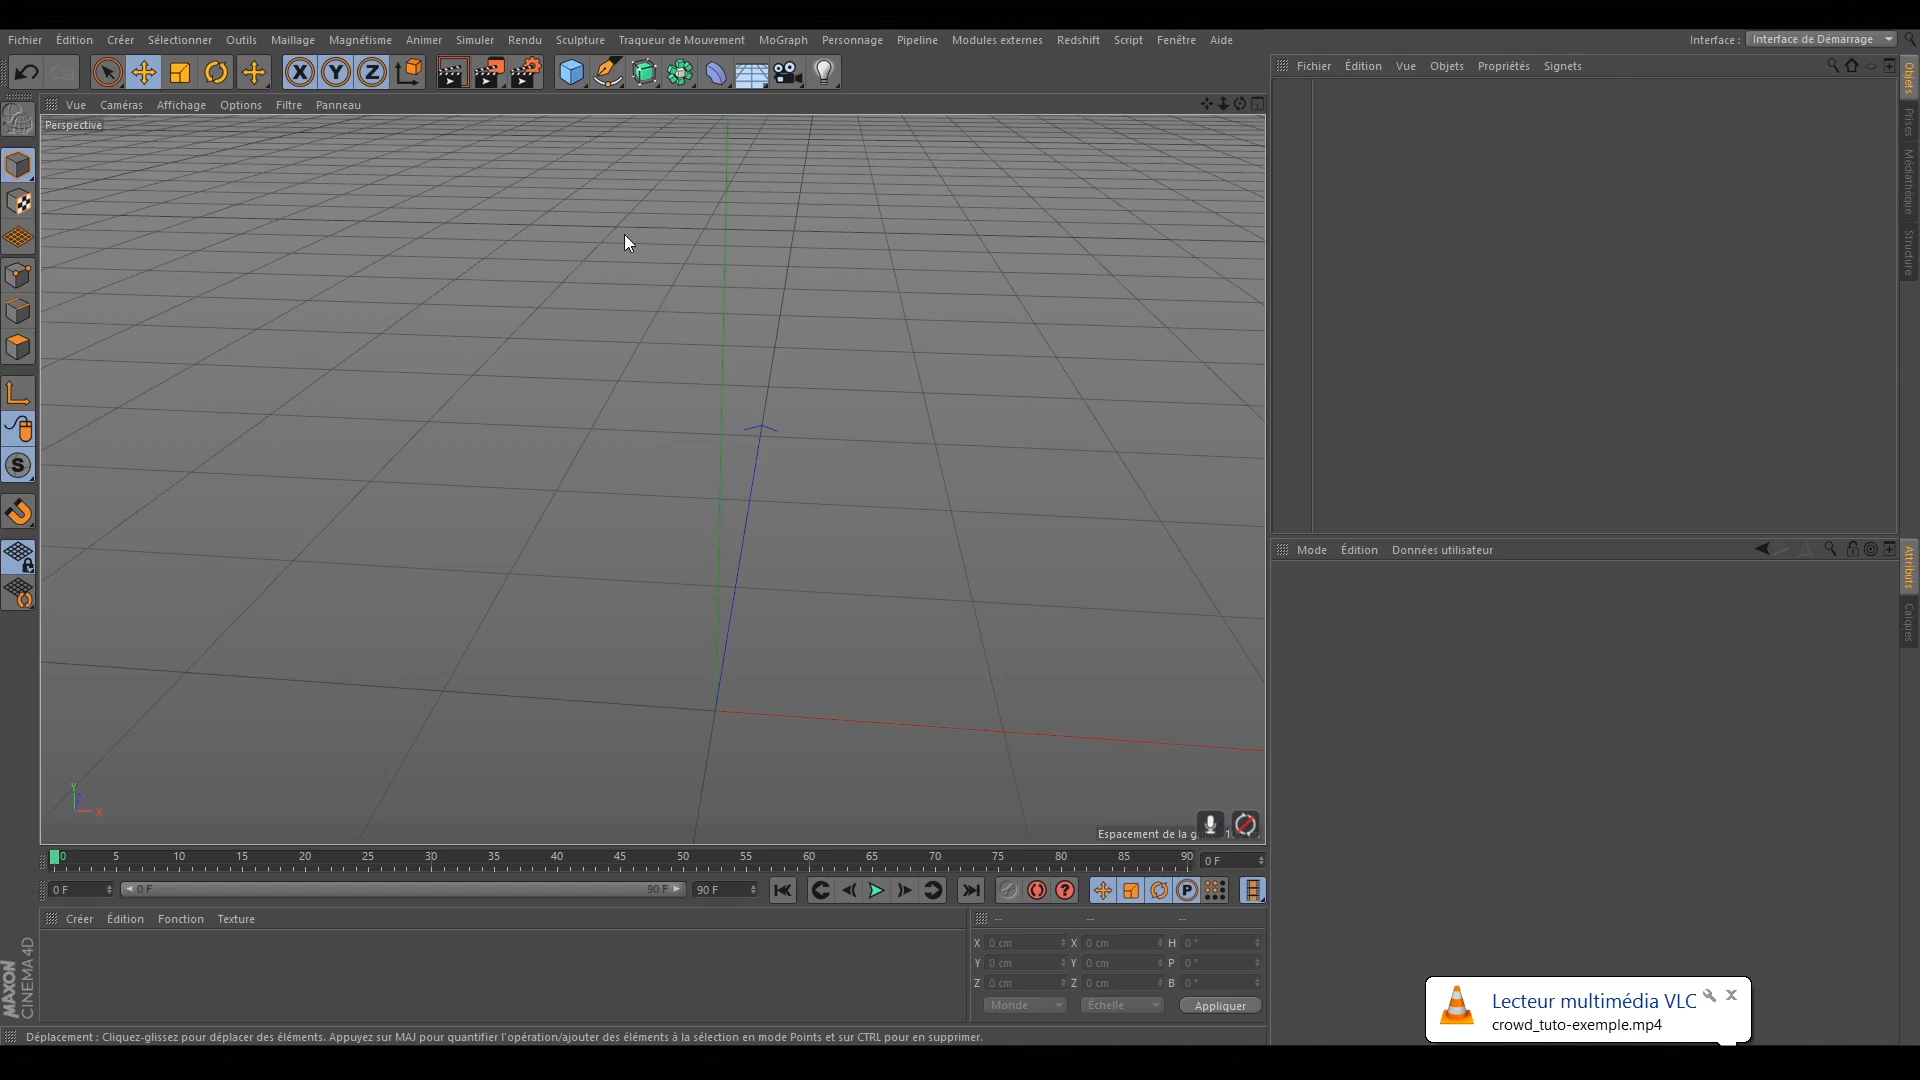 Fichier Édition Créer Sélectionner Outils Maillage Magnétisme Animer Simuler Rendu Sculpture Traqueur de Mouvement MoGraph Personnage Pipeline Modules externes Redshift Script Fenêtre Aide Interface : Interface de Démarrage
X Y Z
Fichier Édition Vue Objets Propriétés Signets
Objets
Prises
Médiathèque
Structure
Vue Caméras Affichage Options Filtre Panneau
Perspective
S
Mode Édition Données utilisateur
Attributs
Calques
Y
Z
X
Espacement de la
0 5 10 15 20 25 30 35 40 45 50 55 60 65 70 75 80 85 90 0 F
0 F 0 F 90 F 90 F ? P
Créer Édition Fonction Texture
-- -- --
X 0 cm X 0 cm H 0 °
Y 0 cm Y 0 cm P 0 °
Z 0 cm Z 0 cm B 0 °
Monde Échelle Appliquer
MAXON
CINEMA 4D
Déplacement : Cliquez-glissez pour déplacer des éléments. Appuyez sur MAJ pour quantifier l'opération/ajouter des éléments à la sélection en mode Points et sur CTRL pour en supprimer.
Lecteur multimédia VLC
crowd_tuto-exemple.mp4